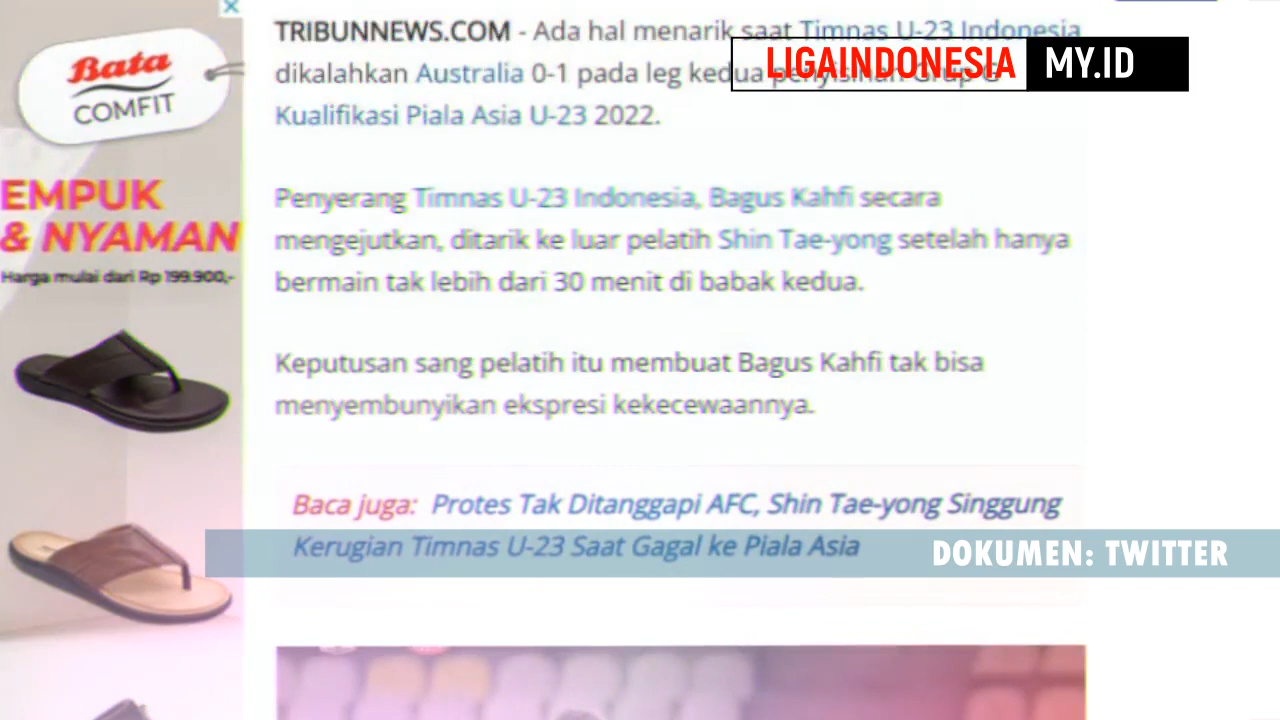 Bata
COMFIT
EMPUK
& NYAMAN
Harga mulai dari Rp 199.900,-
TRIBUNNEWS.COM - Ada hal menarik saat Timnas U-23 Indonesia
dikalahkan Australia 0-1 pada leg kedua penyisihan Grup G
Kualifikasi Piala Asia U-23 2022.
LIGAINDONESIA MY.ID
Penyerang Timnas U-23 Indonesia, Bagus Kahfi secara
mengejutkan, ditarik ke luar pelatih Shin Tae-yong setelah hanya
bermain tak lebih dari 30 menit di babak kedua.
Keputusan sang pelatih itu membuat Bagus Kahfi tak bisa
menyembunyikan ekspresi kekecewaannya.
Baca juga: Protes Tak Ditanggapi AFC, Shin Tae-yong Singgung
Kerugian Timnas U-23 Saat Gagal ke Piala Asia
DOKUMEN: TWITTER